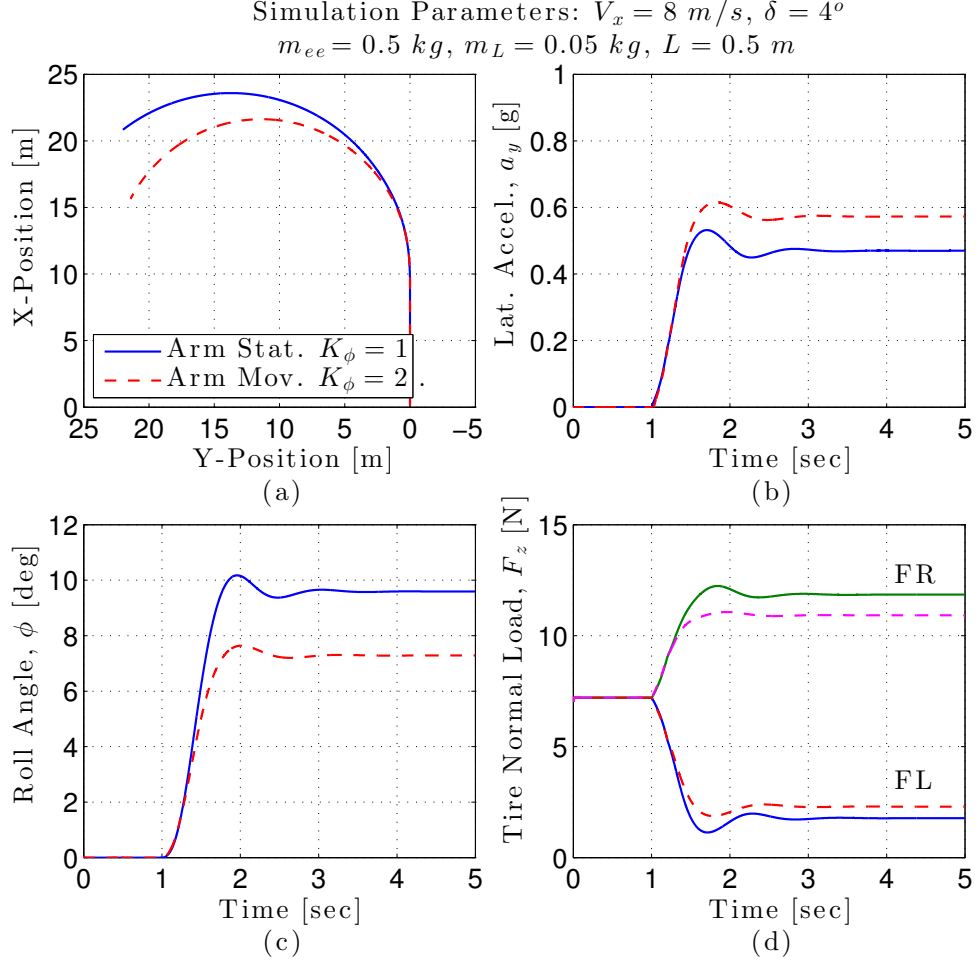 Simulation Parameters: V_x = 8 m/s, δ = 4^o
m_ee = 0.5 kg, m_L = 0.05 kg, L = 0.5 m
25
20
15
10
5
0
X-Position [m]
Arm Stat. K_ϕ = 1
Arm Mov. K_ϕ = 2 .
25 20 15 10 5 0 −5
Y-Position [m]
(a)
1
0.8
0.6
0.4
0.2
0
Lat. Accel., a_y [g]
0 1 2 3 4 5
Time [sec]
(b)
12
10
8
6
4
2
0
Roll Angle, ϕ [deg]
0 1 2 3 4 5
Time [sec]
(c)
15
10
5
0
Tire Normal Load, F_z [N]
FR
FL
0 1 2 3 4 5
Time [sec]
(d)